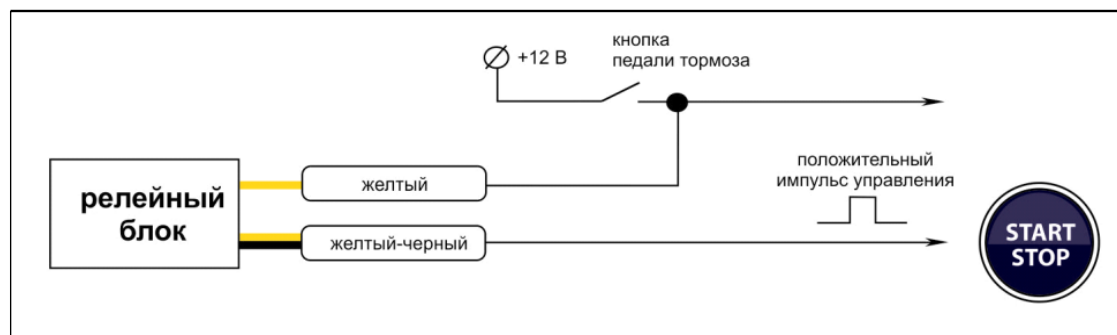 кнопка
педали тормоза
+12 В
желтый
положительный
импульс управления
релейный
блок
желтый-черный
START
STOP